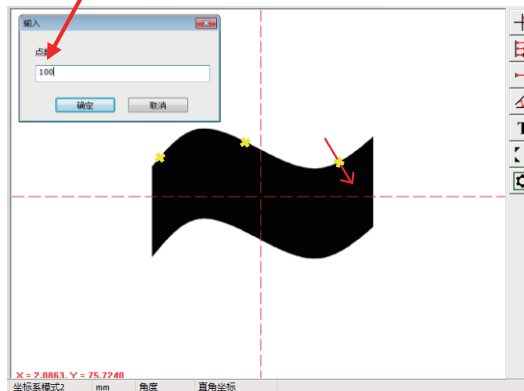 输入
点数
100
确定
取消
T
X = 2.0863, Y = 75.7240
坐标系模式2 mm 角度 直角坐标